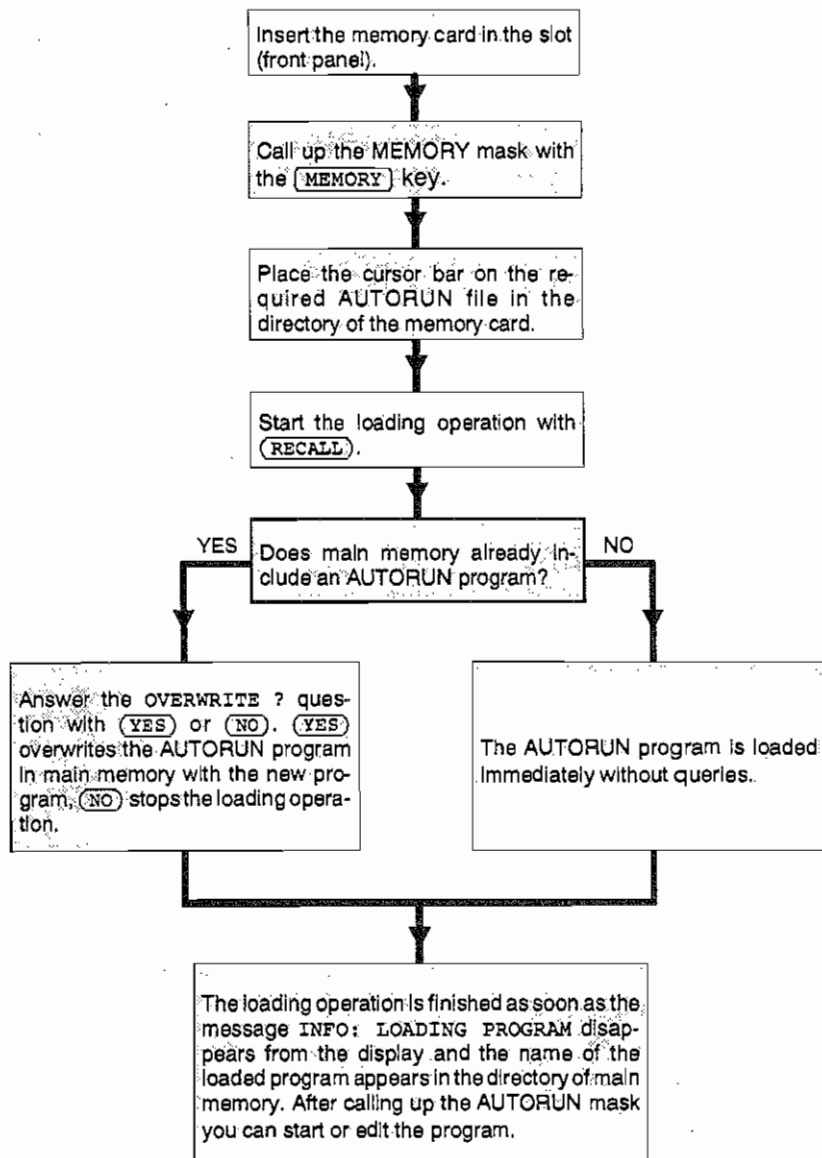 Insert the memory card in the slot
(front panel).
Call up the MEMORY mask with
the MEMORY key.
Place the cursor bar on the re-
quired AUTORUN file in the
directory of the memory card.
Start the loading operation with
RECALL.
YES
Does main memory already in-
clude an AUTORUN program?
NO
Answer the OVERWRITE ? ques-
tion with YES or NO. YES
overwrites the AUTORUN program
in main memory with the new pro-
gram, NO stops the loading opera-
tion.
The AUTORUN program is loaded
immediately without queries.
The loading operation is finished as soon as the
message INFO: LOADING PROGRAM disap-
pears from the display and the name of the
loaded program appears in the directory of main
memory. After calling up the AUTORUN mask
you can start or edit the program.